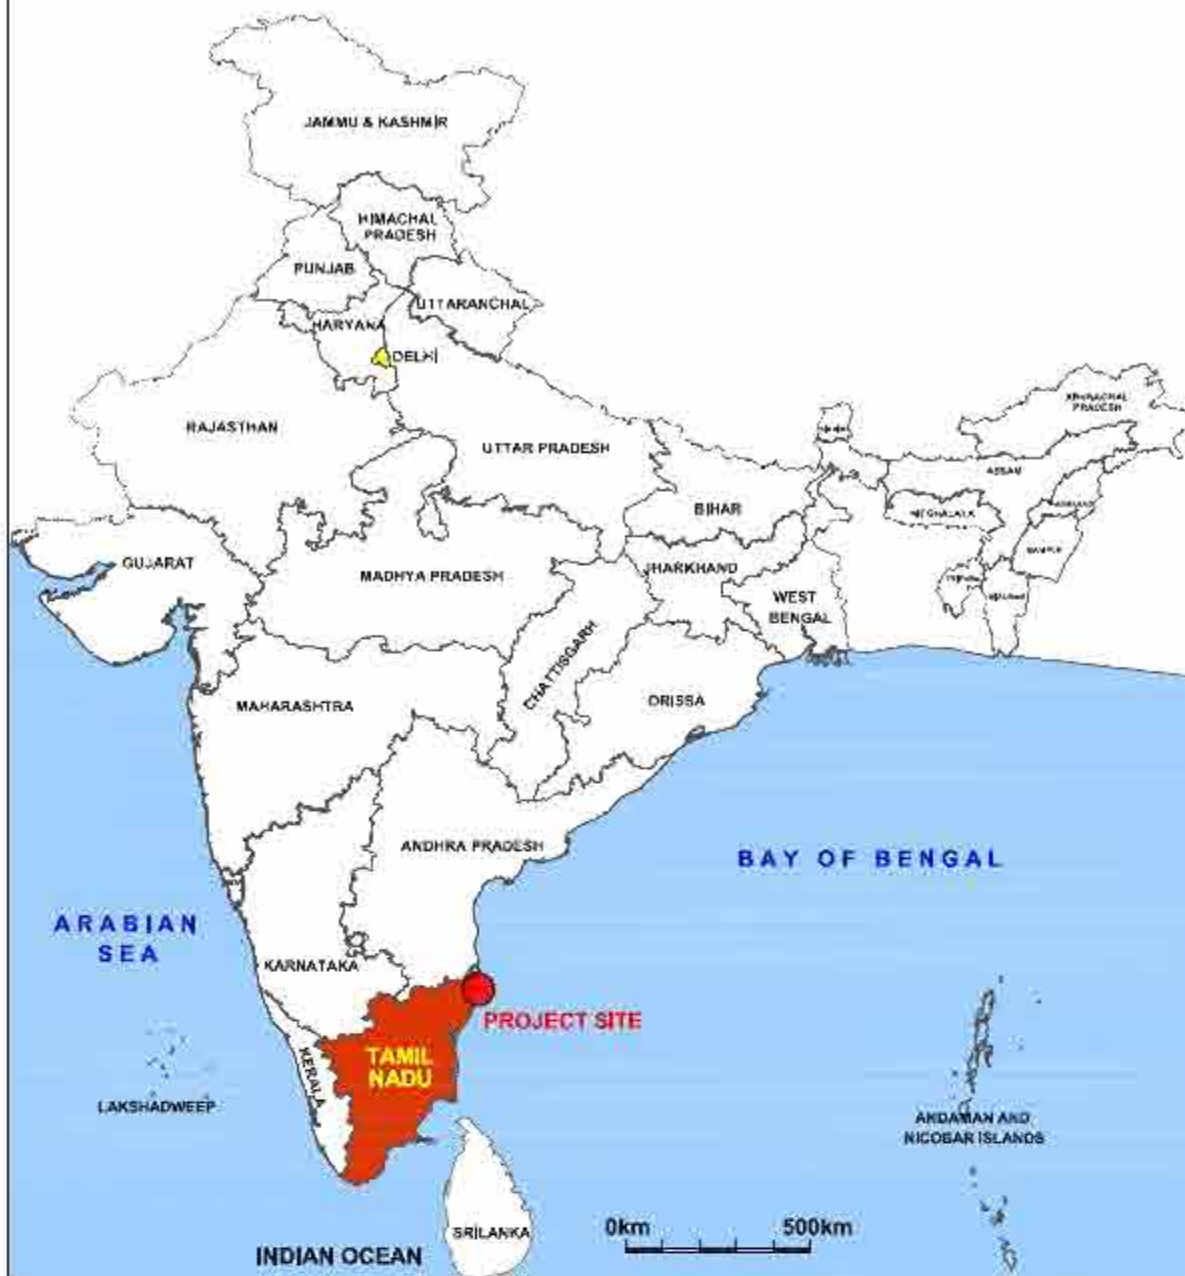 JAMMU & KASHMIR
HIMACHAL
PRADESH
PUNJAB
UTTARANCHAL
HARYANA
DELHI
RAJASTHAN
UTTAR PRADESH
ARUNACHAL
PRADESH
ASSAM
BIHAR
MEGHALAYA
GUJARAT
MADHYA PRADESH
JHARKHAND
WEST
BENGAL
CHATTISGARH
MAHARASHTRA
ORISSA
ANDHRA PRADESH
BAY OF BENGAL
ARABIAN
SEA
KARNATAKA
PROJECT SITE
TAMIL
NADU
KERALA
LAKSHADWEEP
ANDAMAN AND
NICOBAR ISLANDS
SRILANKA
0km 500km
INDIAN OCEAN